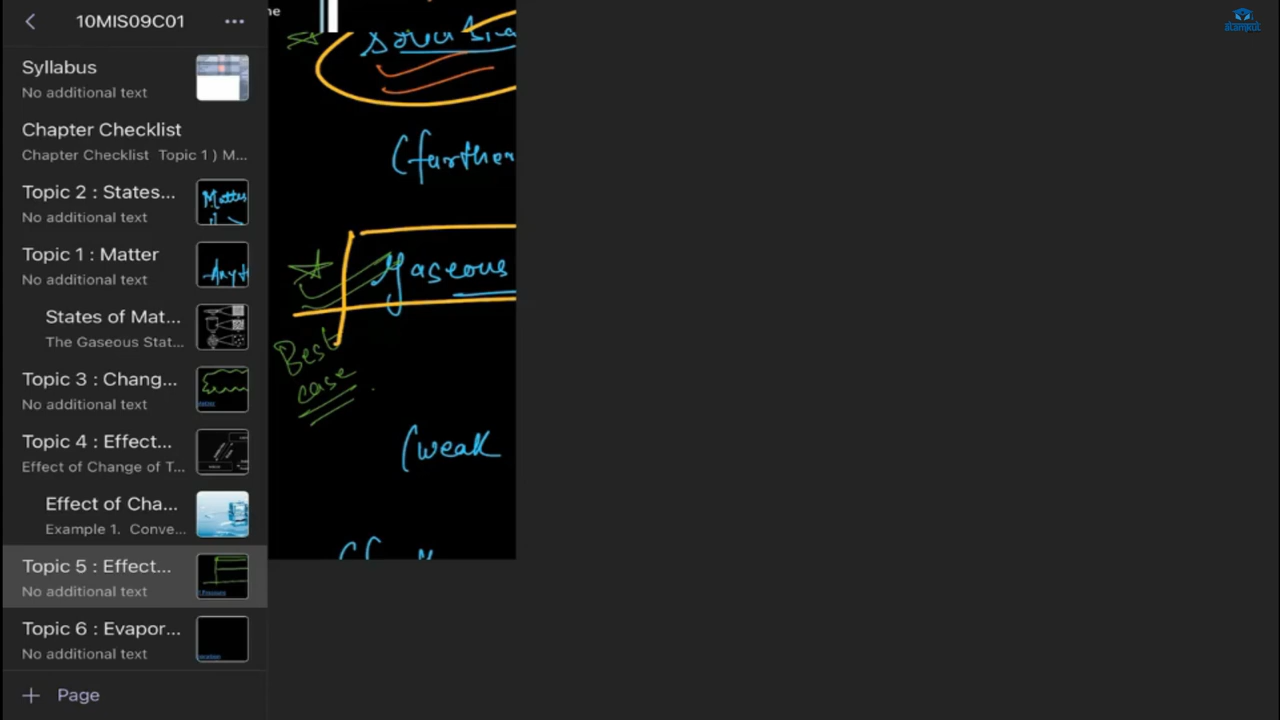 10MIS09C01
Syllabus
No additional text
Chapter Checklist
Chapter Checklist Topic 1 ) M...
Topic 2 : States...
No additional text
Topic 1 : Matter
No additional text
States of Mat...
The Gaseous Stat...
Topic 3 : Chang...
No additional text
Topic 4 : Effect...
Effect of Change of T...
Effect of Cha...
Example 1. Conve...
Topic 5 : Effect...
No additional text
Topic 6 : Evapor...
No additional text
+ Page
ne
(farther
Gaseous
Best
case
(weak
stamrut